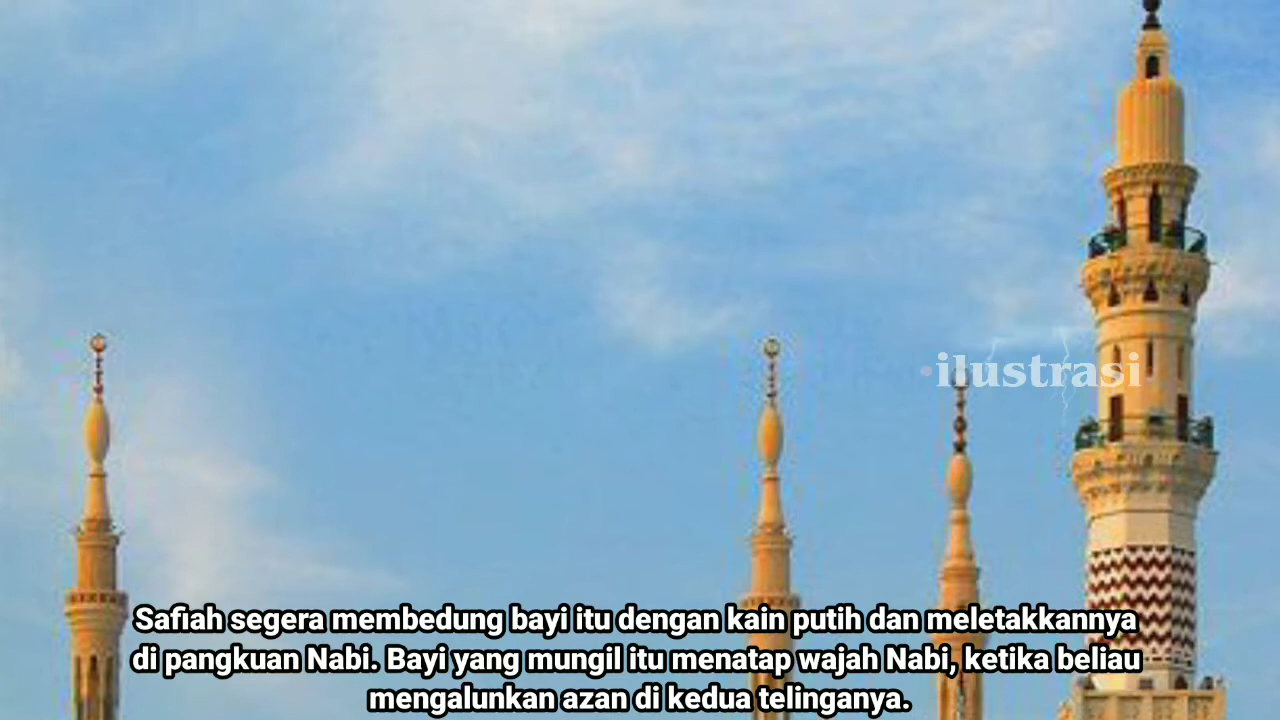 ilustrasi
Safiah segera membedung bayi itu dengan kain putih dan meletakkannya
di pangkuan Nabi. Bayi yang mungil itu menatap wajah Nabi, ketika beliau
mengalunkan azan di kedua telinganya.